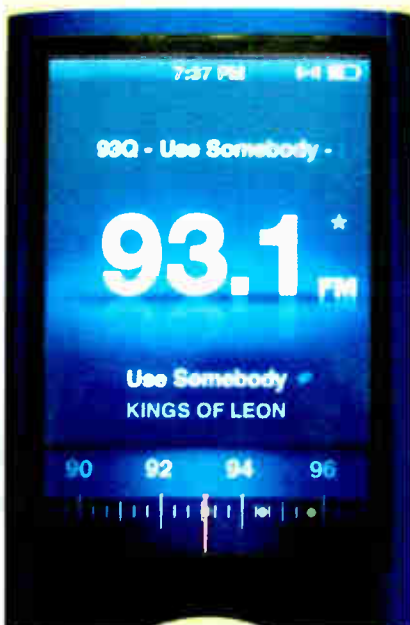 7:37 PM
93Q - Use Somebody -
93.1
FM
Use Somebody
KINGS OF LEON
90 92 94 96